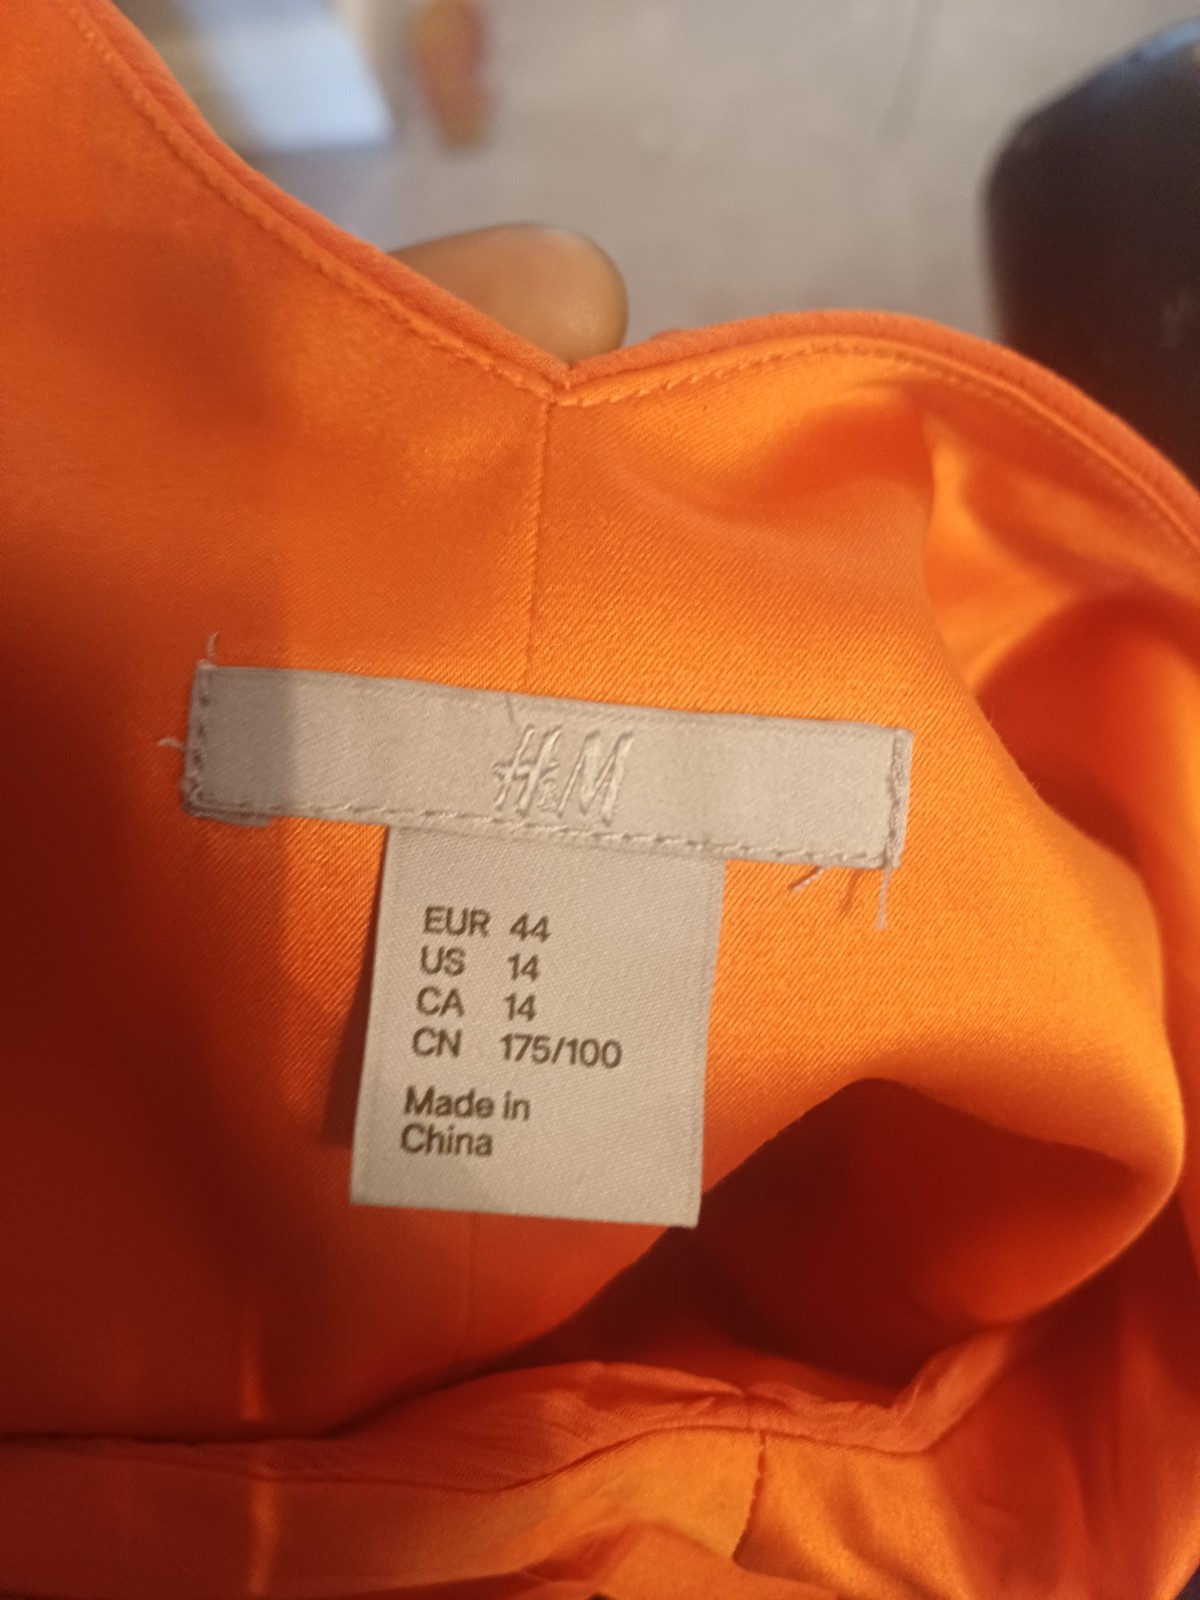 H&M
EUR 44
US 14
CA 14
CN 175/100
Made in
China